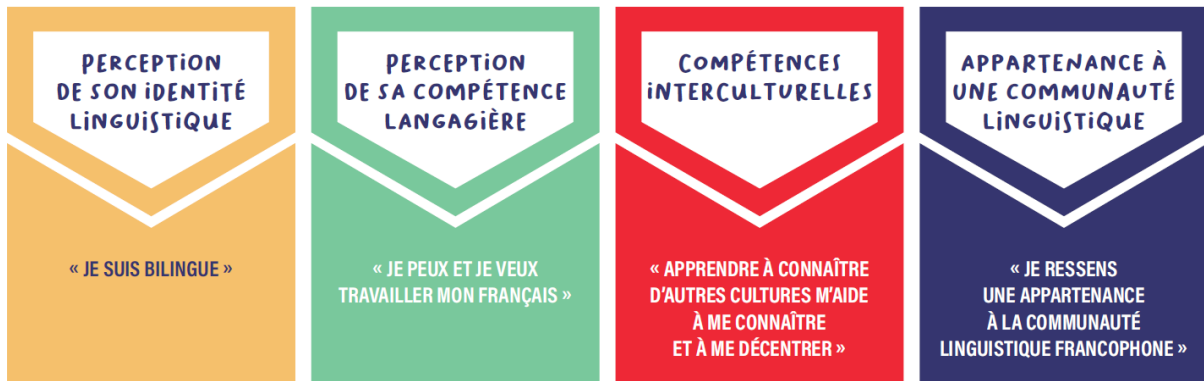 PERCEPTION
DE SON IDENTITÉ
LINGUISTIQUE
« JE SUIS BILINGUE »
PERCEPTION
DE SA COMPÉTENCE
LANGAGIÈRE
« JE PEUX ET JE VEUX
TRAVAILLER MON FRANÇAIS »
COMPÉTENCES
INTERCULTURELLES
« APPRENDRE À CONNAÎTRE
D'AUTRES CULTURES M'AIDE
À ME CONNAÎTRE
ET À ME DÉCENTRER »
APPARTENANCE À
UNE COMMUNAUTÉ
LINGUISTIQUE
« JE RESSENS
UNE APPARTENANCE
À LA COMMUNAUTÉ
LINGUISTIQUE FRANCOPHONE »